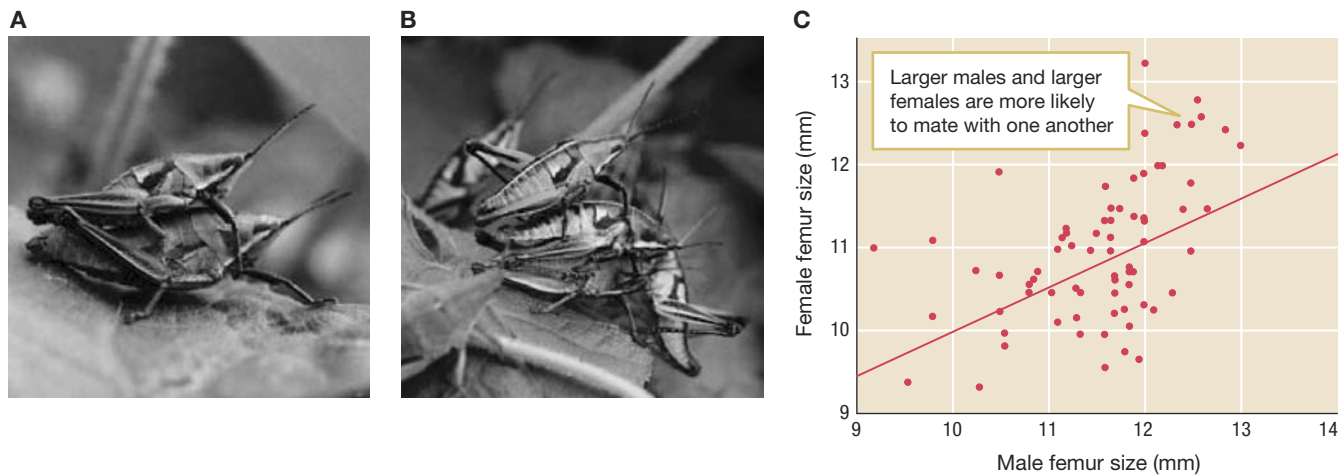 A
B
C
Larger males and larger
females are more likely
to mate with one another
Female femur size (mm)
13
12
11
10
9
9
10
11
12
13
14
Male femur size (mm)